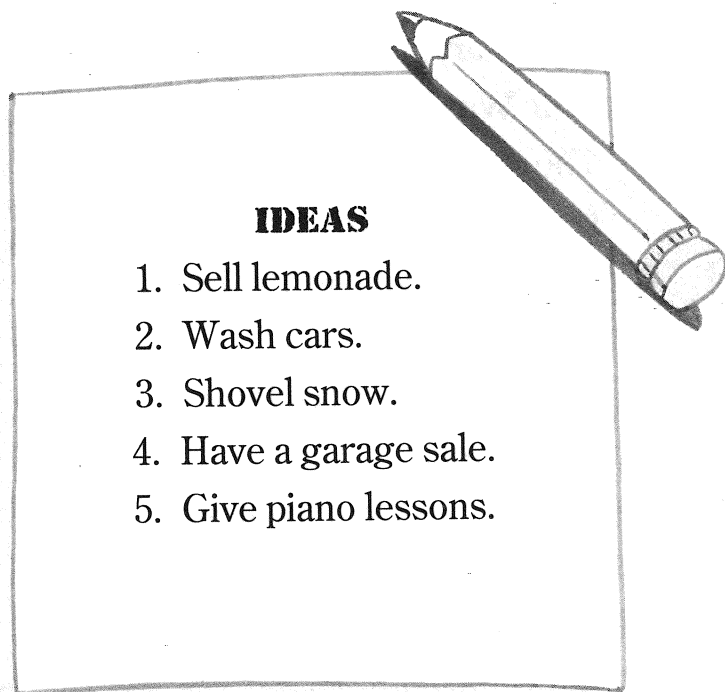 IDEAS
1. Sell lemonade.
2. Wash cars.
3. Shovel snow.
4. Have a garage sale.
5. Give piano lessons.